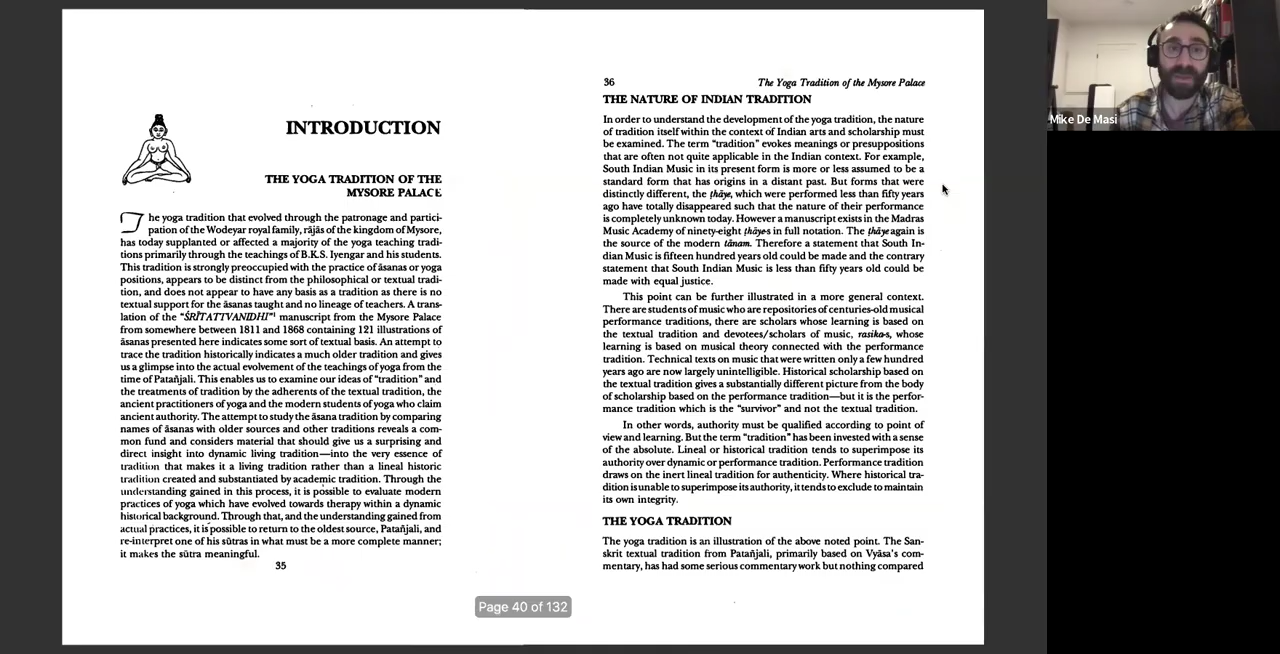 INTRODUCTION
THE YOGA TRADITION OF THE
MYSORE PALACE
The yoga tradition that evolved through the patronage and partici-
pation of the Wodeyar royal family, rājās of the kingdom of Mysore,
has today supplanted or affected a majority of the yoga teaching tradi-
tions primarily through the teachings of B.K.S. Iyengar and his students.
This tradition is strongly preoccupied with the practice of āsanas or yoga
positions, appears to be distinct from the philosophical or textual tradi-
tion, and does not appear to have any basis as a tradition as there is no
textual support for the āsanas taught and no lineage of teachers. A trans-
lation of the "ŚRĪTATTVANIDHI"¹ manuscript from the Mysore Palace
from somewhere between 1811 and 1868 containing 121 illustrations of
āsanas presented here indicates some sort of textual basis. An attempt to
trace the tradition historically indicates a much older tradition and gives
us a glimpse into the actual evolvement of the teachings of yoga from the
time of Patañjali. This enables us to examine our ideas of "tradition" and
the treatments of tradition by the adherents of the textual tradition, the
ancient practitioners of yoga and the modern students of yoga who claim
ancient authority. The attempt to study the āsana tradition by comparing
names of āsanas with older sources and other traditions reveals a com-
mon fund and considers material that should give us a surprising and
direct insight into dynamic living tradition—into the very essence of
tradition that makes it a living tradition rather than a lineal historic
tradition created and substantiated by academic tradition. Through the
understanding gained in this process, it is possible to evaluate modern
practices of yoga which have evolved towards therapy within a dynamic
historical background. Through that, and the understanding gained from
actual practices, it is possible to return to the oldest source, Patañjali, and
re-interpret one of his sūtras in what must be a more complete manner;
it makes the sūtra meaningful.
35
36 The Yoga Tradition of the Mysore Palace
THE NATURE OF INDIAN TRADITION
In order to understand the development of the yoga tradition, the nature
of tradition itself within the context of Indian arts and scholarship must
be examined. The term "tradition" evokes meanings or presuppositions
that are often not quite applicable in the Indian context. For example,
South Indian Music in its present form is more or less assumed to be a
standard form that has origins in a distant past. But forms that were
distinctly different, the ṭhāye, which were performed less than fifty years
ago have totally disappeared such that the nature of their performance
is completely unknown today. However a manuscript exists in the Madras
Music Academy of ninety-eight ṭhāye-s in full notation. The ṭhāye again is
the source of the modern tānam. Therefore a statement that South In-
dian Music is fifteen hundred years old could be made and the contrary
statement that South Indian Music is less than fifty years old could be
made with equal justice.
This point can be further illustrated in a more general context.
There are students of music who are repositories of centuries-old musical
performance traditions, there are scholars whose learning is based on
the textual tradition and devotees/scholars of music, rasika-s, whose
learning is based on musical theory connected with the performance
tradition. Technical texts on music that were written only a few hundred
years ago are now largely unintelligible. Historical scholarship based on
the textual tradition gives a substantially different picture from the body
of scholarship based on the performance tradition—but it is the perfor-
mance tradition which is the "survivor" and not the textual tradition.
In other words, authority must be qualified according to point of
view and learning. But the term "tradition" has been invested with a sense
of the absolute. Lineal or historical tradition tends to superimpose its
authority over dynamic or performance tradition. Performance tradition
draws on the inert lineal tradition for authenticity. Where historical tra-
dition is unable to superimpose its authority, it tends to exclude to maintain
its own integrity.
THE YOGA TRADITION
The yoga tradition is an illustration of the above noted point. The San-
skrit textual tradition from Patañjali, primarily based on Vyāsa's com-
mentary, has had some serious commentary work but nothing compared
Page 40 of 132
Mike De Masi